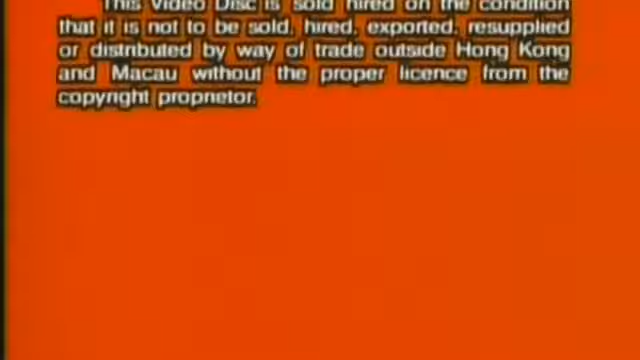 This Video Disc is sold hired on the condition
that it is not to be sold, hired, exported, resupplied
or distributed by way of trade outside Hong Kong
and Macau without the proper licence from the
copyright proprietor.